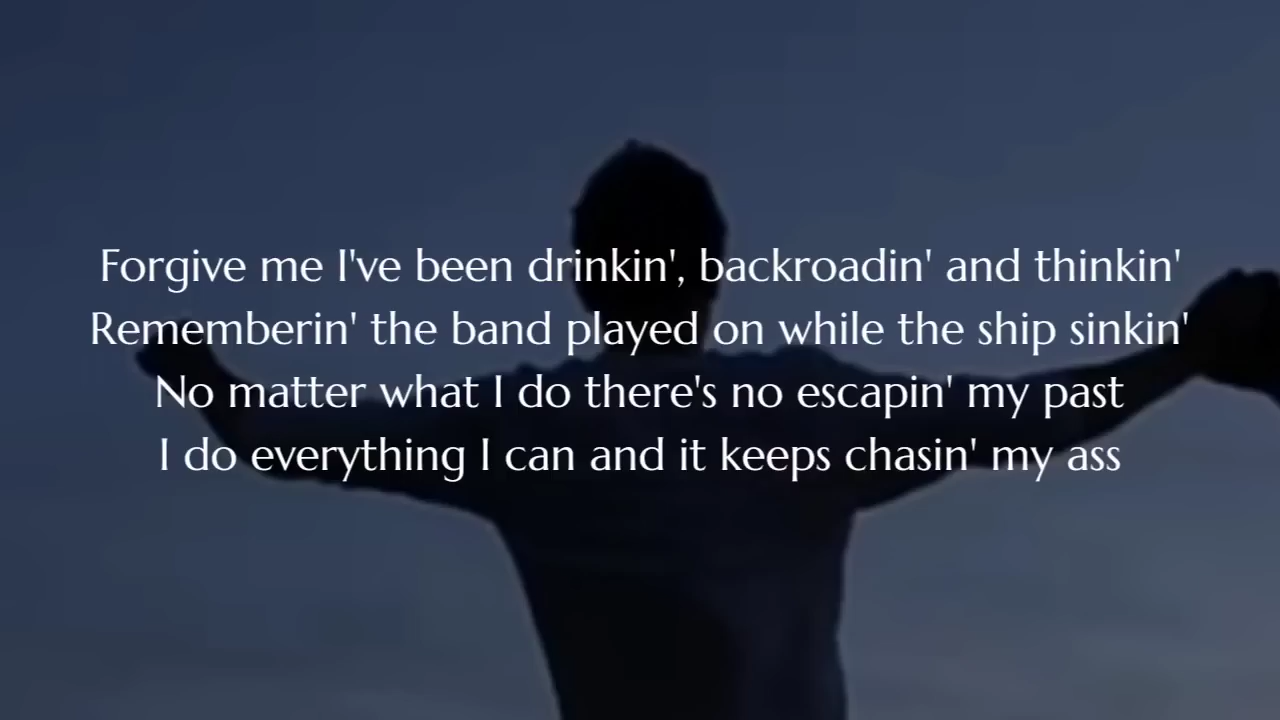 Forgive me I've been drinkin', backroadin' and thinkin'
Rememberin' the band played on while the ship sinkin'
No matter what I do there's no escapin' my past
I do everything I can and it keeps chasin' my ass